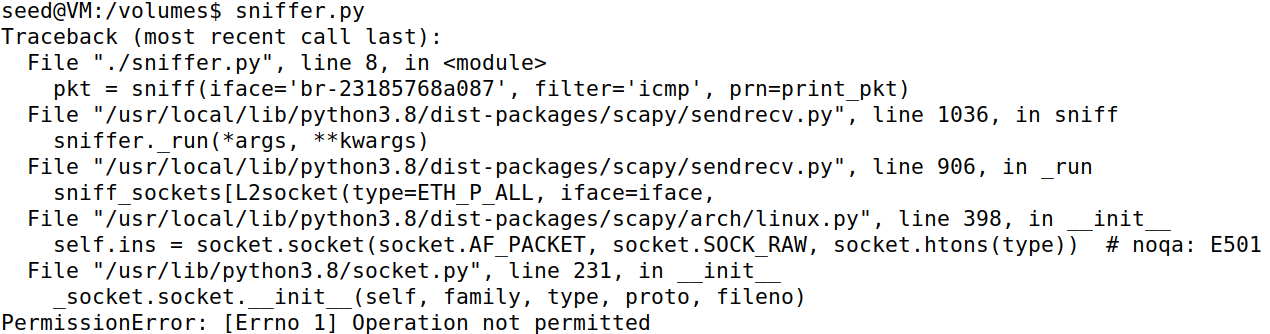 seed@VM:/volumes$ sniffer.py
Traceback (most recent call last):
  File "./sniffer.py", line 8, in <module>
    pkt = sniff(iface='br-23185768a087', filter='icmp', prn=print_pkt)
  File "/usr/local/lib/python3.8/dist-packages/scapy/sendrecv.py", line 1036, in sniff
    sniffer._run(*args, **kwargs)
  File "/usr/local/lib/python3.8/dist-packages/scapy/sendrecv.py", line 906, in _run
    sniff_sockets[L2socket(type=ETH_P_ALL, iface=iface,
  File "/usr/local/lib/python3.8/dist-packages/scapy/arch/linux.py", line 398, in __init__
    self.ins = socket.socket(socket.AF_PACKET, socket.SOCK_RAW, socket.htons(type))  # noqa: E501
  File "/usr/lib/python3.8/socket.py", line 231, in __init__
    _socket.socket.__init__(self, family, type, proto, fileno)
PermissionError: [Errno 1] Operation not permitted